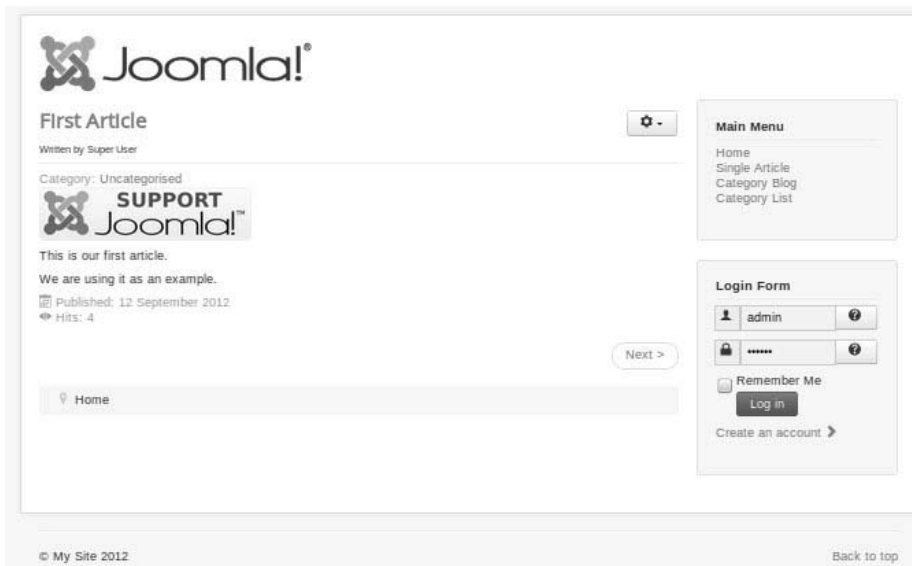 Joomla!®
First Article
Written by Super User
Category: Uncategorised
SUPPORT
Joomla!™
This is our first article.
We are using it as an example.
Published: 12 September 2012
Hits: 4
Next >
Home
Main Menu
Home
Single Article
Category Blog
Category List
Login Form
admin
••••••
Remember Me
Log in
Create an account
© My Site 2012
Back to top